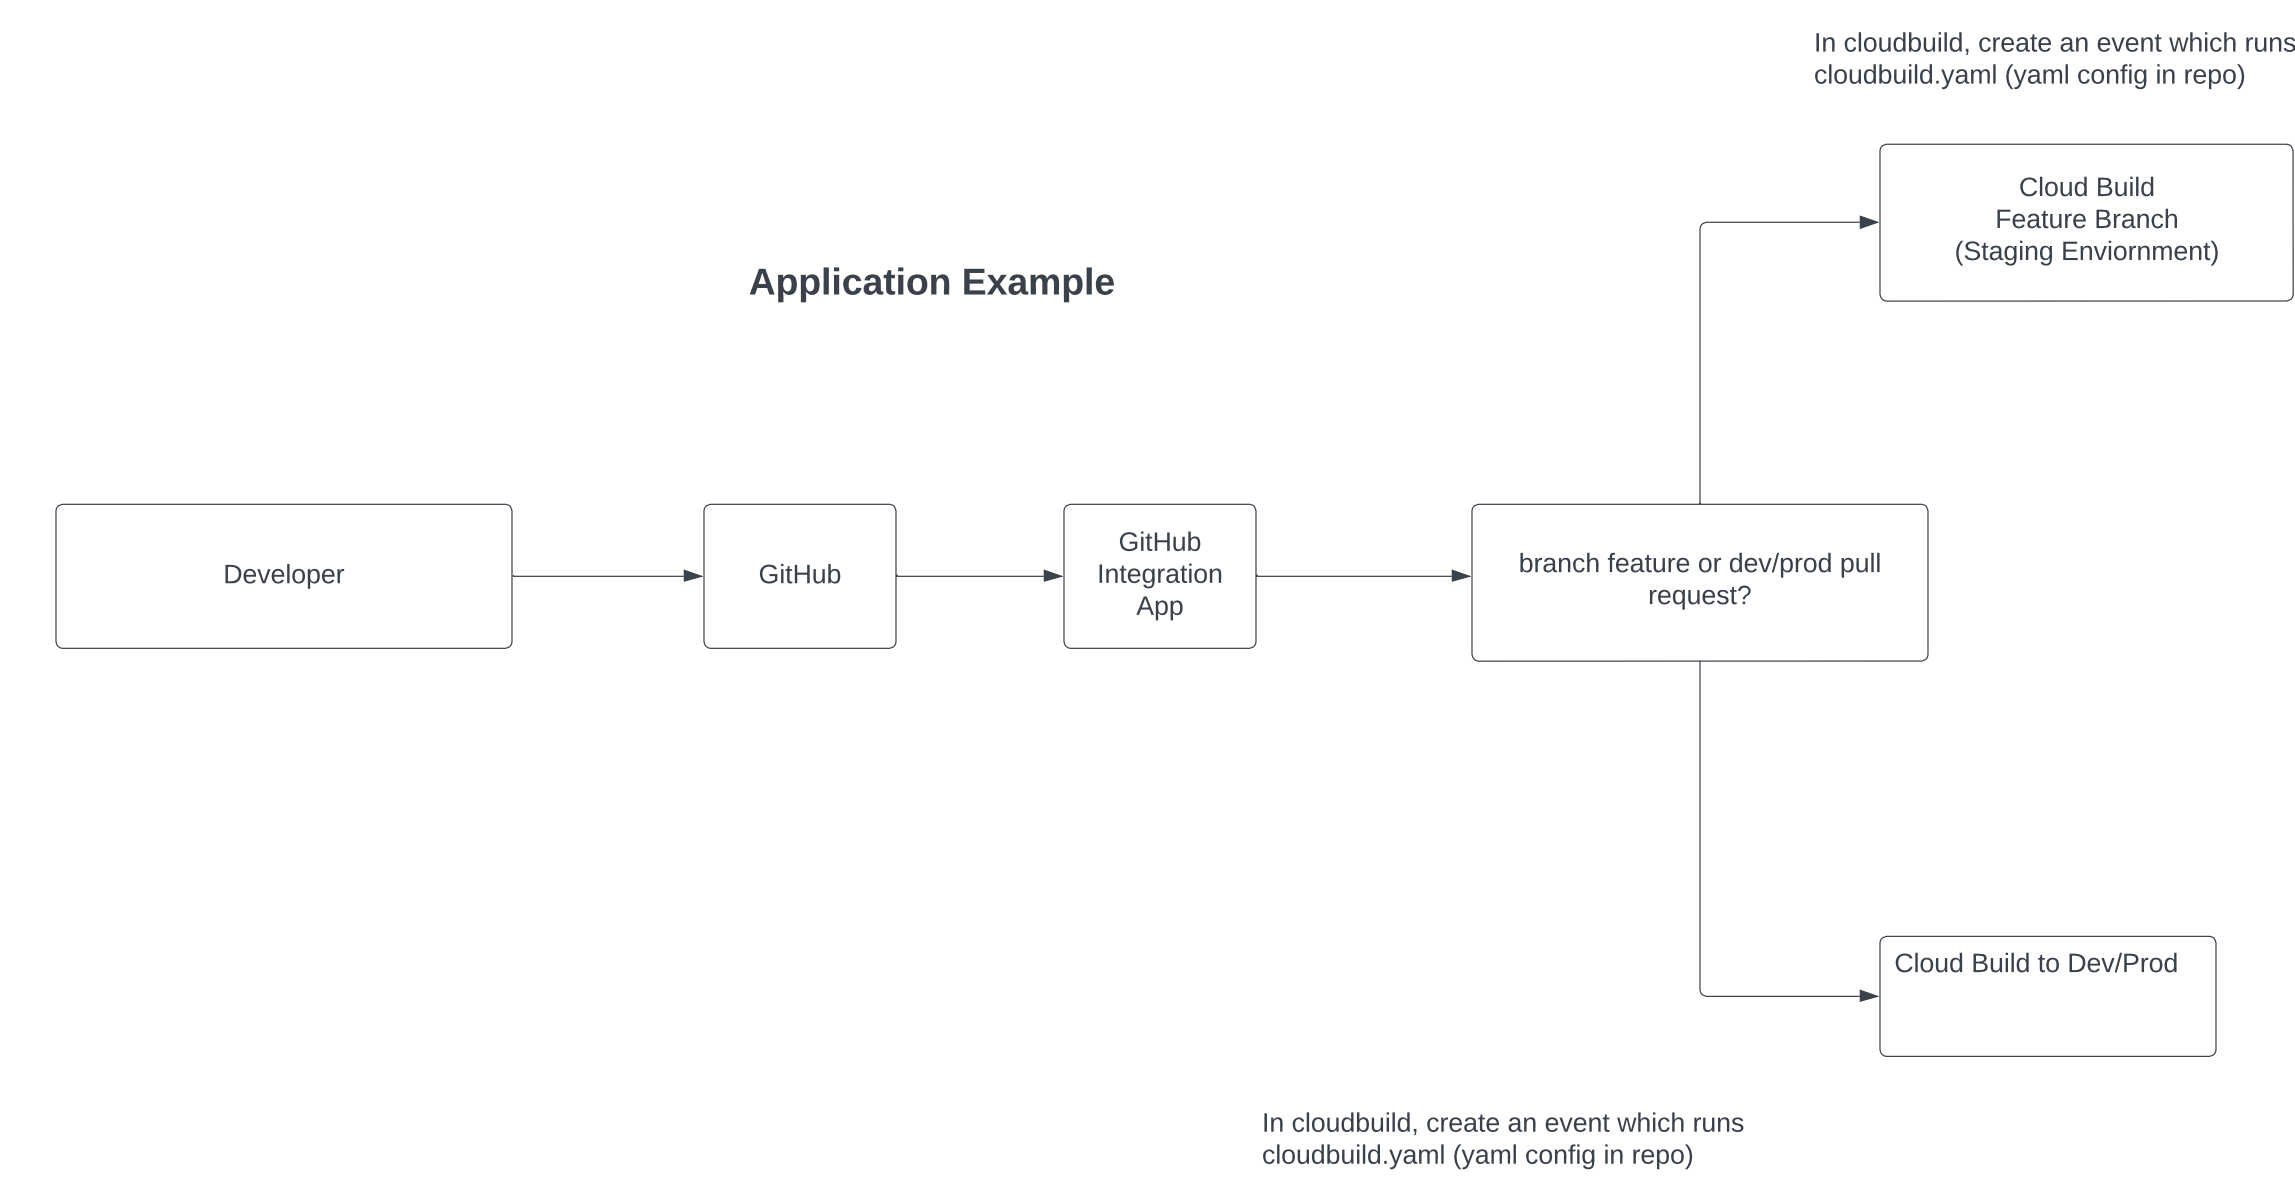 In cloudbuild, create an event which runs
cloudbuild.yaml (yaml config in repo)
Cloud Build
Feature Branch
(Staging Enviornment)
Application Example
Developer
GitHub
GitHub
Integration
App
branch feature or dev/prod pull
request?
Cloud Build to Dev/Prod
In cloudbuild, create an event which runs
cloudbuild.yaml (yaml config in repo)